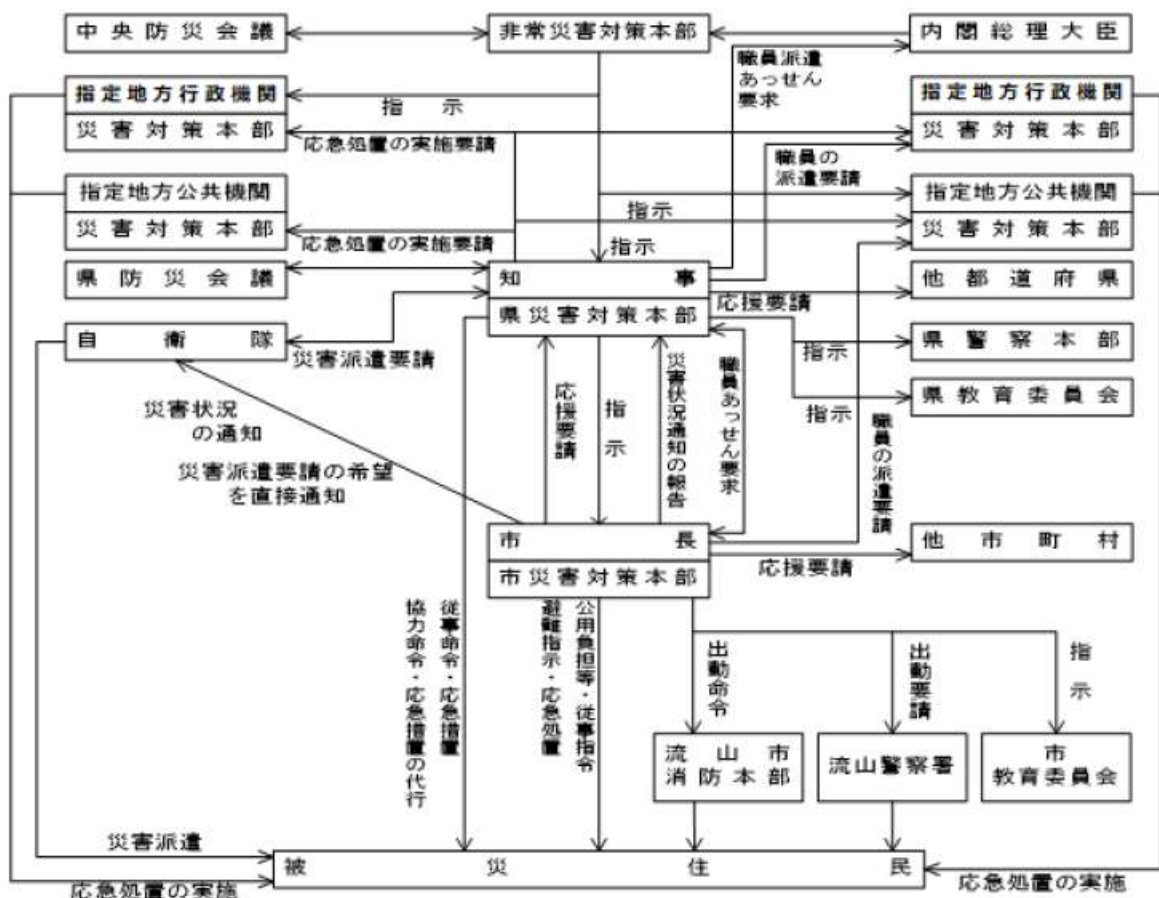 中央防災会議
非常災害対策本部
内閣総理大臣
職員派遣
あっせん
要求
指定地方行政機関
災害対策本部
指示
指定地方行政機関
災害対策本部
応急処置の実施要請
職員の
派遣要請
指定地方公共機関
災害対策本部
指定地方公共機関
災害対策本部
指示
応急処置の実施要請
指示
県防災会議
知事
県災害対策本部
他都道府県
応援要請
自衛隊
災害派遣要請
県警察本部
指示
県教育委員会
指示
災害状況
の通知
災害派遣要請の希望
を直接通知
応援要請
指示
災害状況通知の報告
職員あっせん要求
職員の派遣要請
市長
市災害対策本部
他市町村
応援要請
従事命令・応急措置
協力命令・応急措置の代行
公用負担等・従事指令
避難指示・応急処置
出動命令
出動要請
指示
流山市
消防本部
流山警察署
市
教育委員会
災害派遣
被災住民
応急処置の実施
応急処置の実施